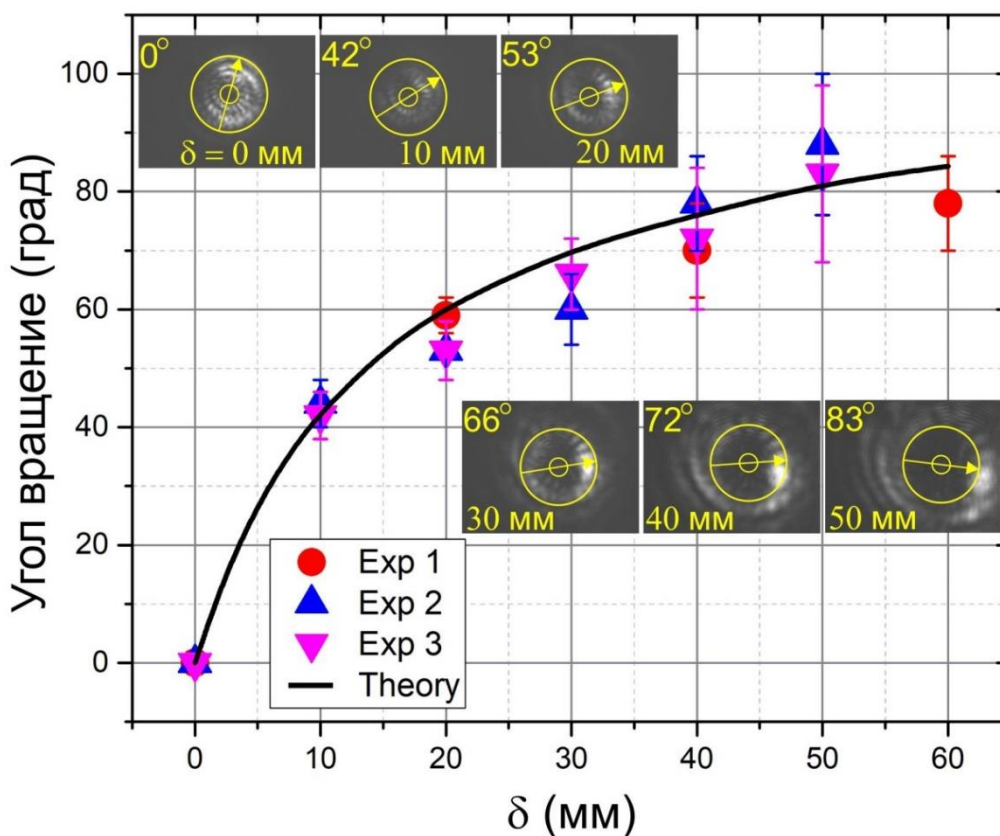 Угол вращение (град)
100
80
60
40
20
0
0° 42° 53°
δ = 0 мм 10 мм 20 мм
66° 72° 83°
30 мм 40 мм 50 мм
Exp 1
Exp 2
Exp 3
Theory
0 10 20 30 40 50 60
δ (мм)